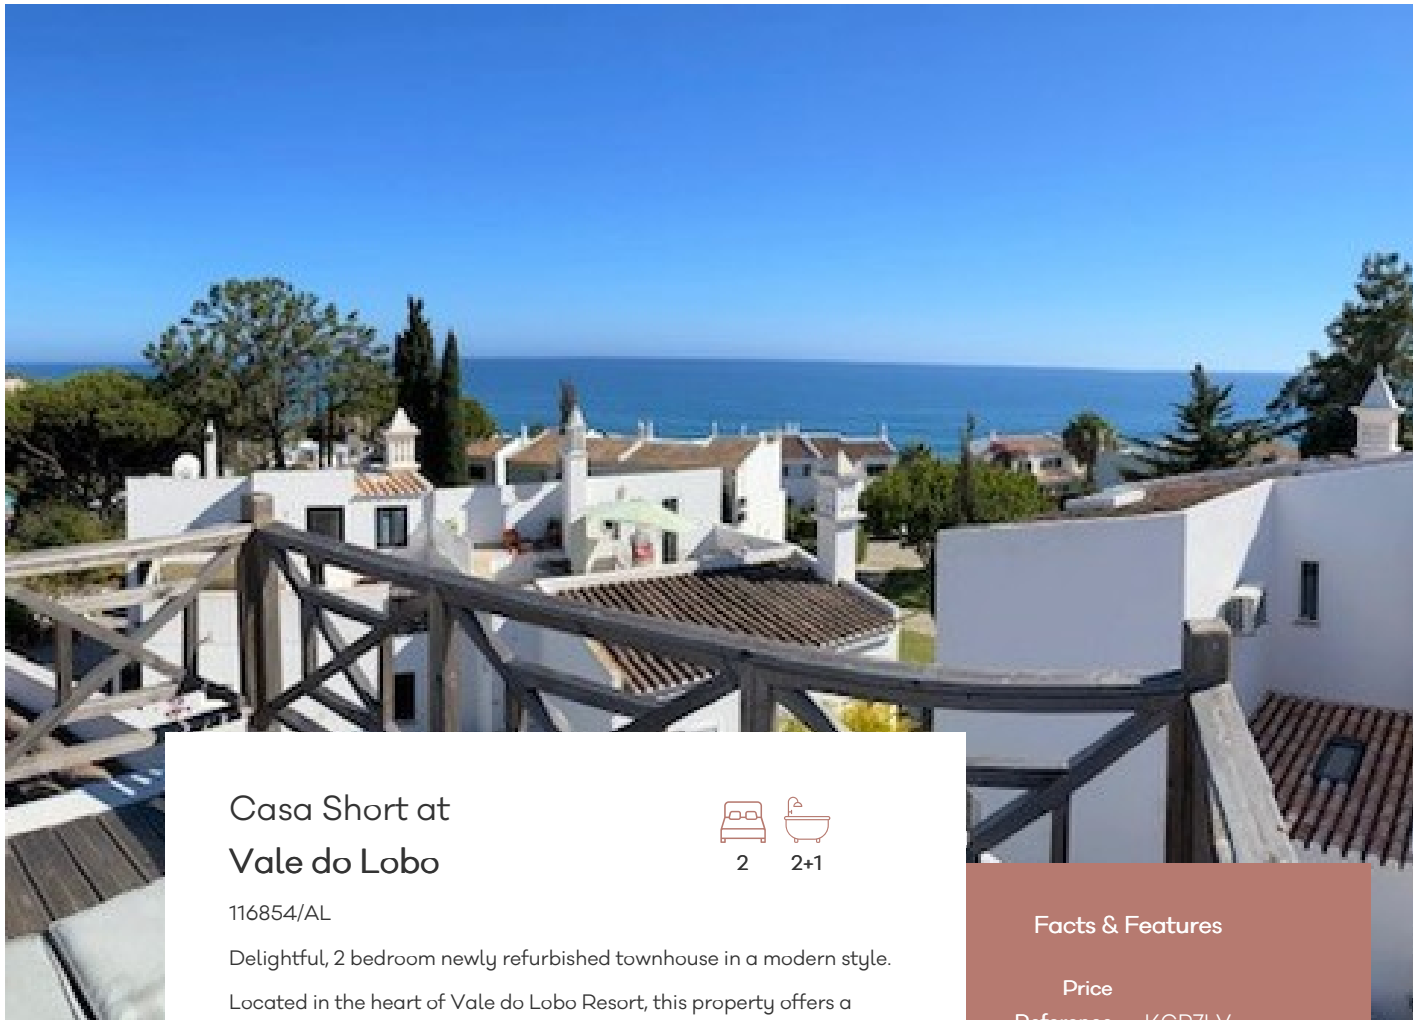 Casa Short at
Vale do Lobo
2 2+1
116854/AL
Delightful, 2 bedroom newly refurbished townhouse in a modern style.
Located in the heart of Vale do Lobo Resort, this property offers a
Facts & Features
Price
Reference